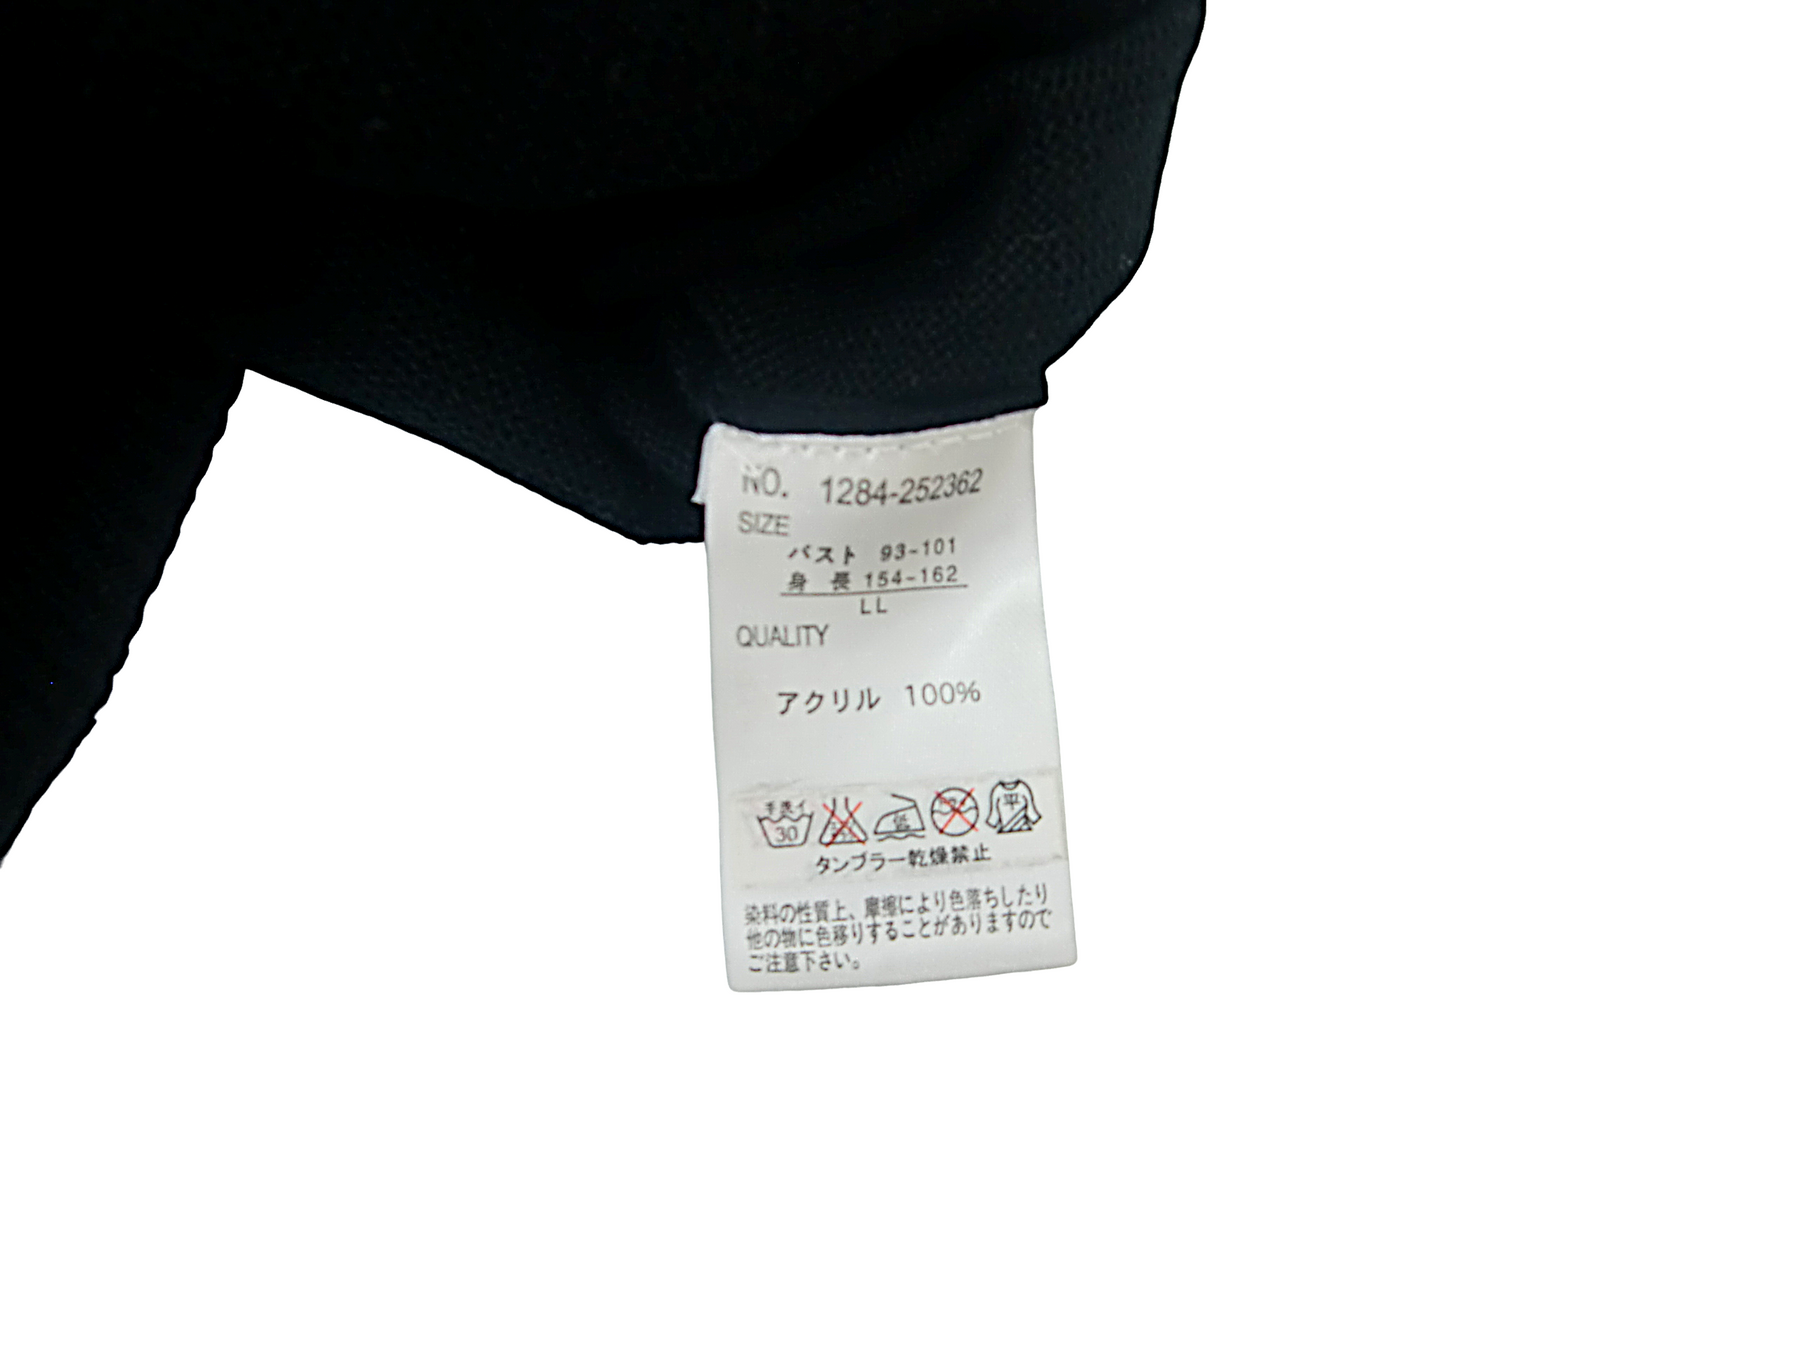 NO. 1284-252362
SIZE
バスト 93-101
身 長 154-162
LL
QUALITY
アクリル 100%
手洗イ
30
低
平
タンブラー乾燥禁止
染料の性質上、摩擦により色落ちしたり
他の物に色移りすることがありますので
ご注意下さい。